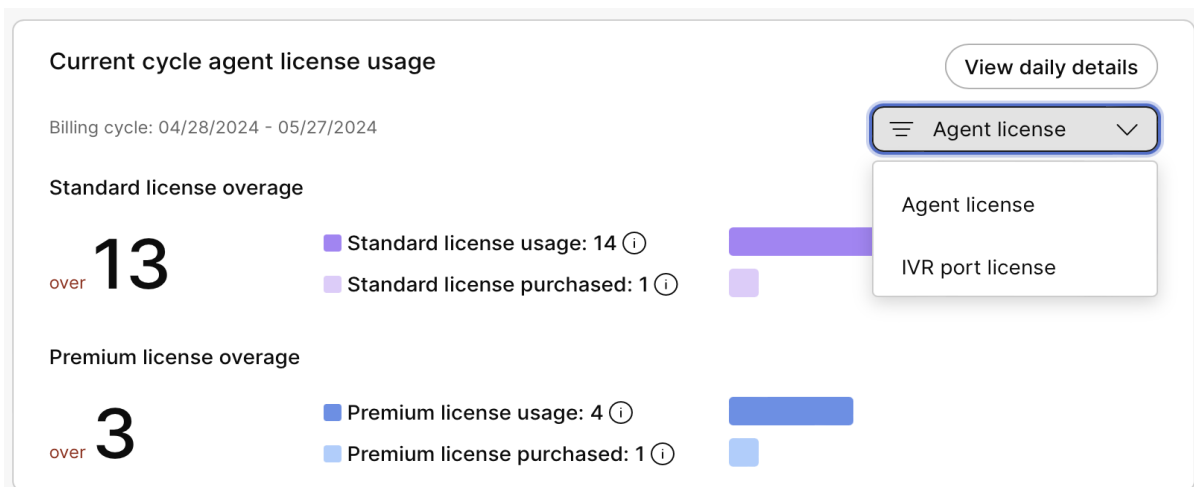 Current cycle agent license usage
View daily details
Billing cycle: 04/28/2024 - 05/27/2024
Agent license
Agent license
IVR port license
Standard license overage
over 13
Standard license usage: 14
Standard license purchased: 1
Premium license overage
over 3
Premium license usage: 4
Premium license purchased: 1